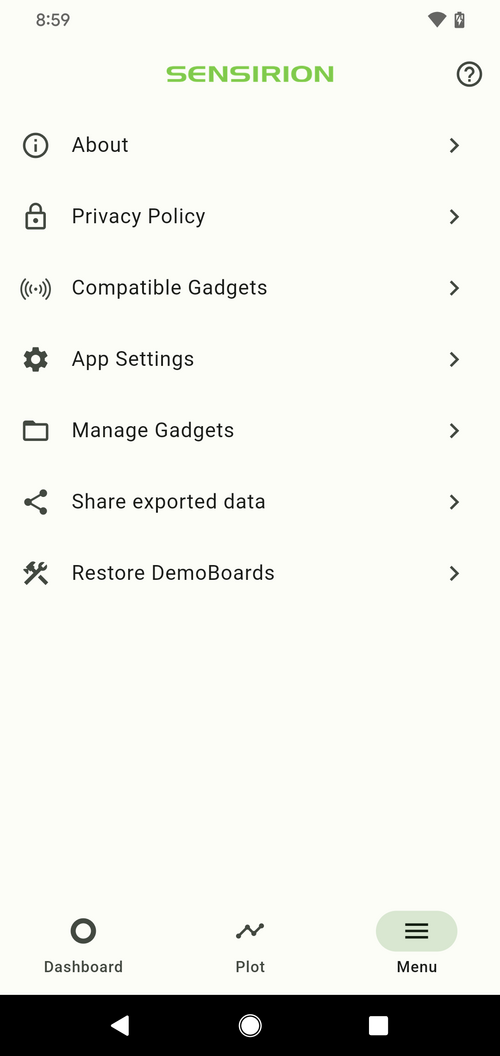 8:59
SENSIRION
About
Privacy Policy
Compatible Gadgets
App Settings
Manage Gadgets
Share exported data
Restore DemoBoards
Dashboard
Plot
Menu